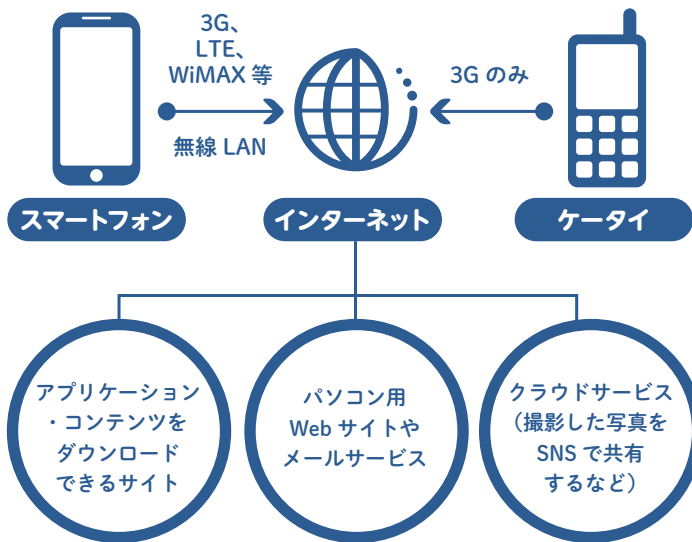 3G、
LTE、
WiMAX 等
無線 LAN
3G のみ
スマートフォン
インターネット
ケータイ
アプリケーション
・コンテンツを
ダウンロード
できるサイト
パソコン用
Web サイトや
メールサービス
クラウドサービス
（撮影した写真を
SNS で共有
するなど）